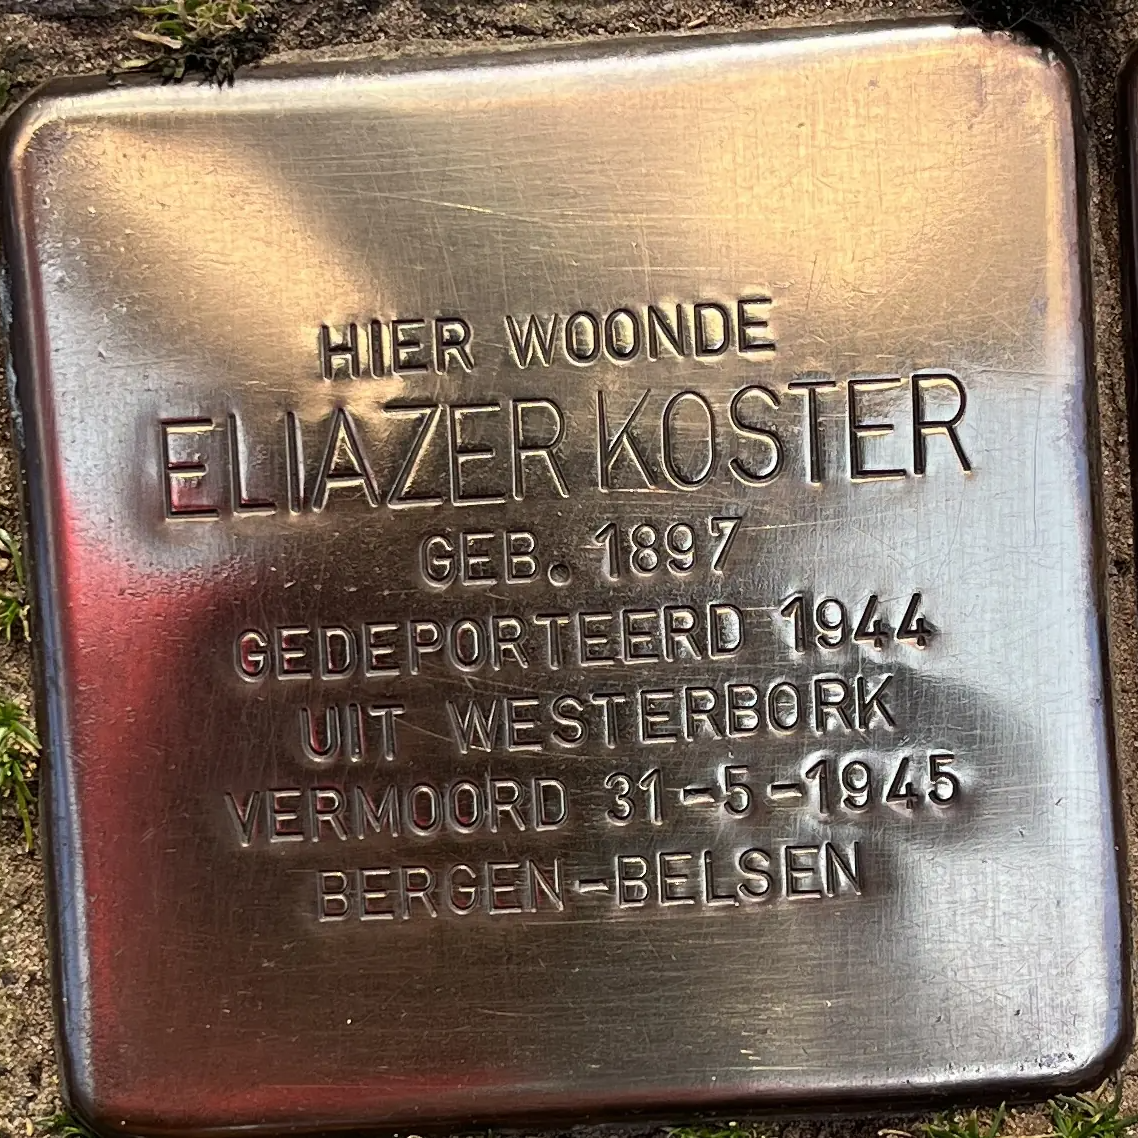 HIER WOONDE
ELIAZER KOSTER
GEB. 1897
GEDEPORTEERD 1944
UIT WESTERBORK
VERMOORD 31-5-1945
BERGEN-BELSEN